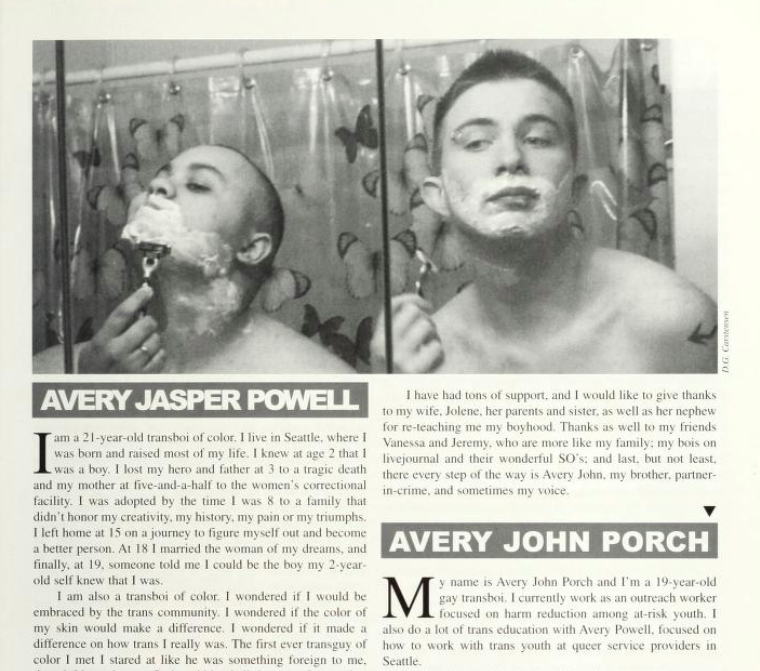 D.G. Carstensen
AVERY JASPER POWELL
I am a 21-year-old transboi of color. I live in Seattle, where I
was born and raised most of my life. I knew at age 2 that I
was a boy. I lost my hero and father at 3 to a tragic death
and my mother at five-and-a-half to the women's correctional
facility. I was adopted by the time I was 8 to a family that
didn't honor my creativity, my history, my pain or my triumphs.
I left home at 15 on a journey to figure myself out and become
a better person. At 18 I married the woman of my dreams, and
finally, at 19, someone told me I could be the boy my 2-year-
old self knew that I was.
I am also a transboi of color. I wondered if I would be
embraced by the trans community. I wondered if the color of
my skin would make a difference. I wondered if it made a
difference on how trans I really was. The first ever transguy of
color I met I stared at like he was something foreign to me,
I have had tons of support, and I would like to give thanks
to my wife, Jolene, her parents and sister, as well as her nephew
for re-teaching me my boyhood. Thanks as well to my friends
Vanessa and Jeremy, who are more like my family; my bois on
livejournal and their wonderful SO's; and last, but not least,
there every step of the way is Avery John, my brother, partner-
in-crime, and sometimes my voice.
AVERY JOHN PORCH
My name is Avery John Porch and I'm a 19-year-old
gay transboi. I currently work as an outreach worker
focused on harm reduction among at-risk youth. I
also do a lot of trans education with Avery Powell, focused on
how to work with trans youth at queer service providers in
Seattle.